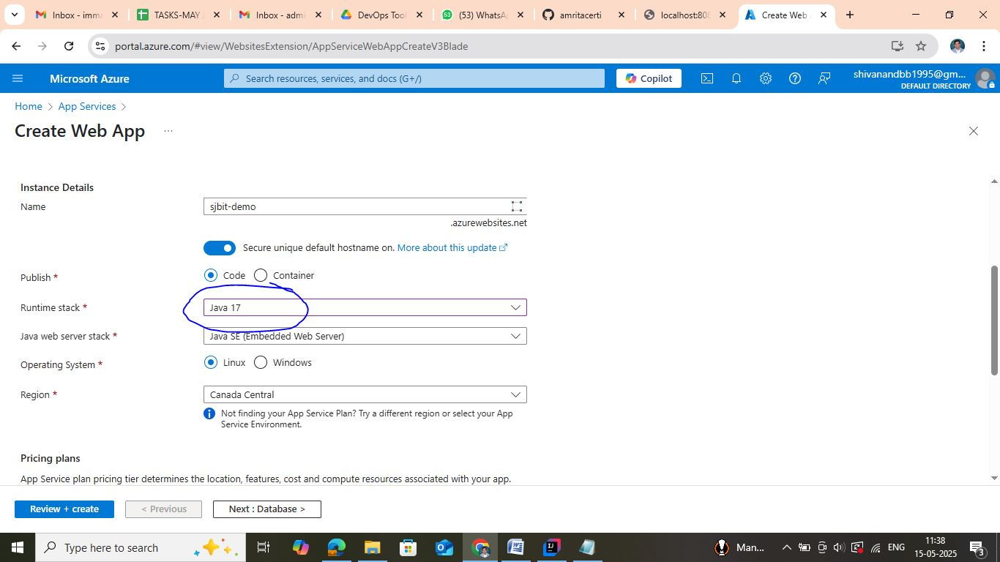 Inbox - imma
TASKS-MAY
Inbox - admi
DevOps Tool
(53) WhatsA
amritacerti
localhost:808
Create Web A
portal.azure.com/#view/WebsitesExtension/AppServiceWebAppCreateV3Blade
Microsoft Azure
Search resources, services, and docs (G+/)
Copilot
shivanandbb1995@gm...
DEFAULT DIRECTORY
Home > App Services >
Create Web App ...
Instance Details
Name
sjbit-demo
.azurewebsites.net
Secure unique default hostname on. More about this update
Publish *
Code
Container
Runtime stack *
Java 17
Java web server stack *
Java SE (Embedded Web Server)
Operating System *
Linux
Windows
Region *
Canada Central
Not finding your App Service Plan? Try a different region or select your App
Service Environment.
Pricing plans
App Service plan pricing tier determines the location, features, cost and compute resources associated with your app.
Review + create
< Previous
Next : Database >
Type here to search
Man...
ENG
11:38
15-05-2025
3